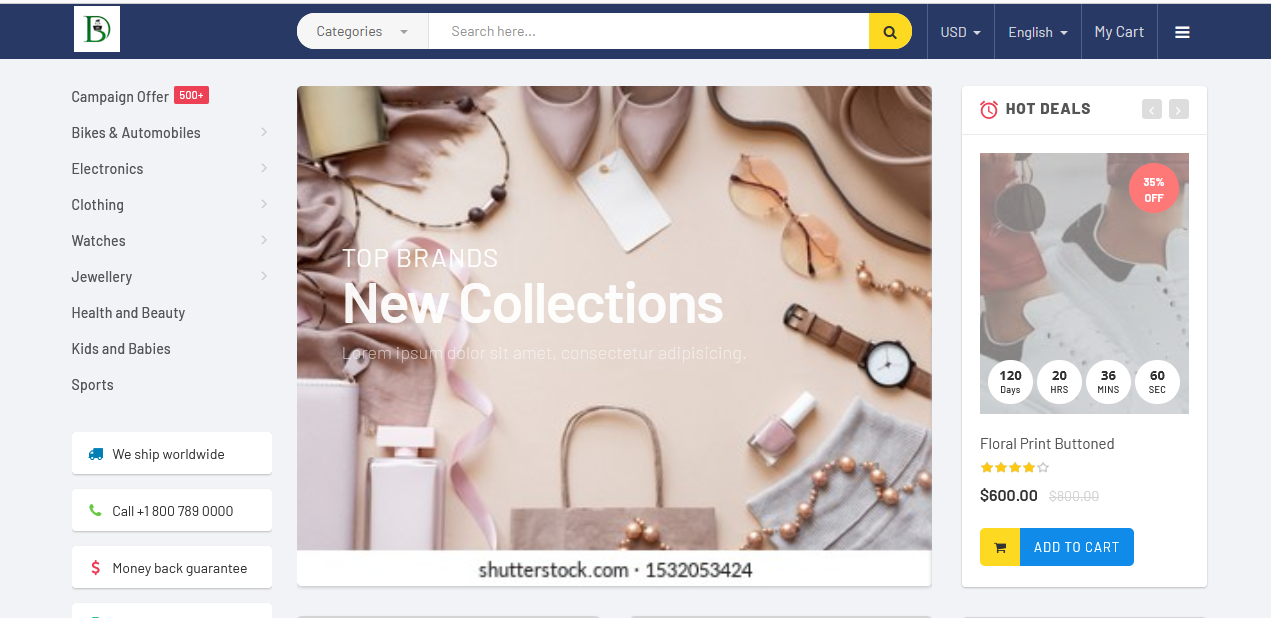 B
Categories
Search here...
USD
English
My Cart
Campaign Offer 500+
Bikes & Automobiles
Electronics
Clothing
Watches
Jewellery
Health and Beauty
Kids and Babies
Sports
We ship worldwide
Call +1 800 789 0000
Money back guarantee
TOP BRANDS
New Collections
Lorem ipsum dolor sit amet, consectetur adipisicing.
shutterstock.com · 1532053424
HOT DEALS
35%
OFF
120 20 36 60
Days HRS MINS SEC
Floral Print Buttoned
$600.00 $800.00
ADD TO CART